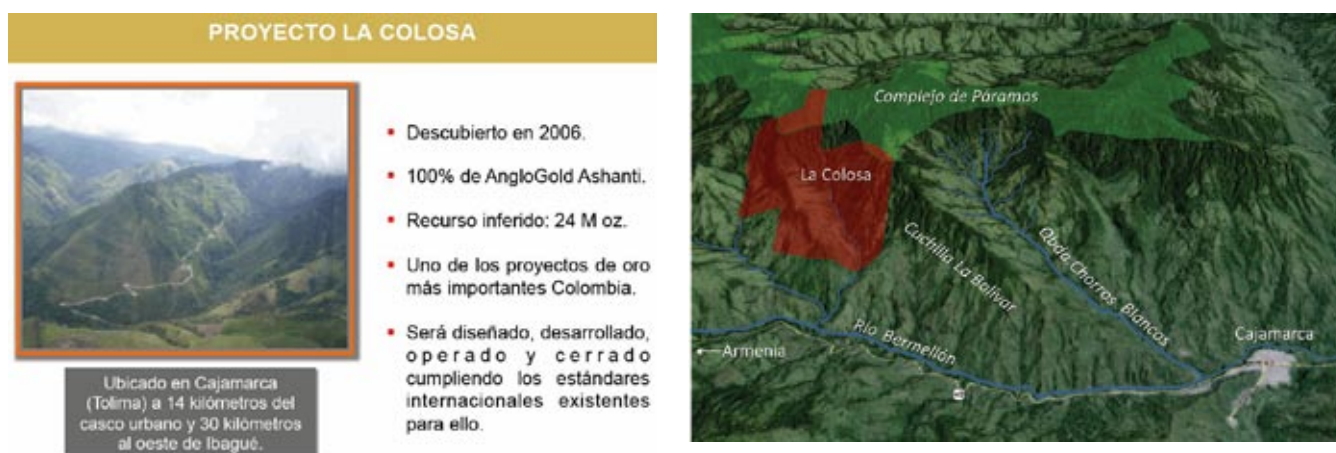 PROYECTO LA COLOSA
Descubierto en 2006.
100% de AngloGold Ashanti.
Recurso inferido: 24 M oz.
Uno de los proyectos de oro
más importantes Colombia.
Será diseñado, desarrollado,
operado y cerrado
cumpliendo los estándares
internacionales existentes
para ello.
Ubicado en Cajamarca
(Tolima) a 14 kilómetros del
casco urbano y 30 kilómetros
al oeste de Ibagué.
Complejo de Páramos
La Colosa
Cuchilla La Bolívar
Qbda Chorros Blancos
Río Bermellón
Cajamarca
←Armenia